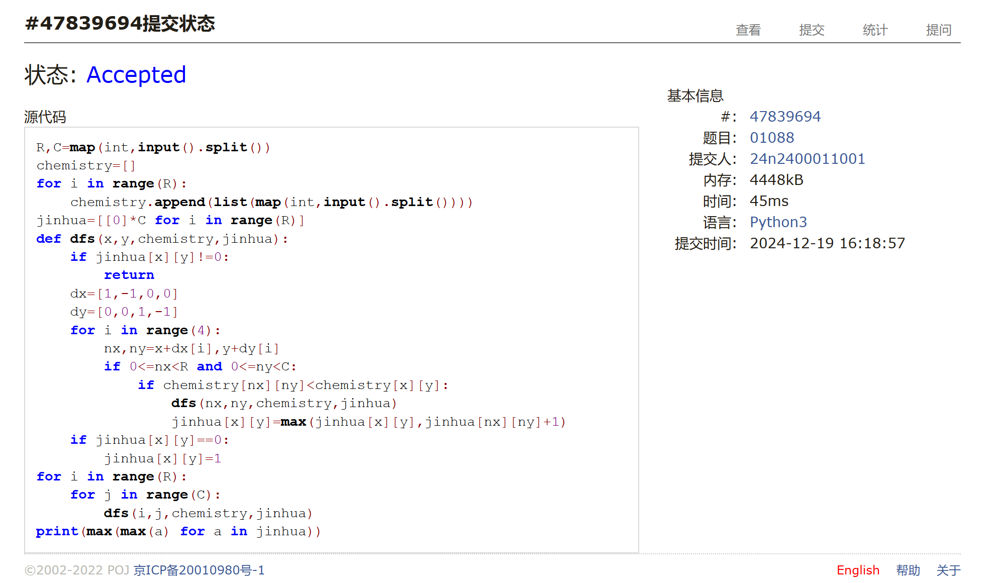 #47839694提交状态
查看 提交 统计 提问
状态: Accepted
源代码
R,C=map(int,input().split())
chemistry=[]
for i in range(R):
    chemistry.append(list(map(int,input().split())))
jinhua=[[0]*C for i in range(R)]
def dfs(x,y,chemistry,jinhua):
    if jinhua[x][y]!=0:
        return
    dx=[1,-1,0,0]
    dy=[0,0,1,-1]
    for i in range(4):
        nx,ny=x+dx[i],y+dy[i]
        if 0<=nx<R and 0<=ny<C:
            if chemistry[nx][ny]<chemistry[x][y]:
                dfs(nx,ny,chemistry,jinhua)
                jinhua[x][y]=max(jinhua[x][y],jinhua[nx][ny]+1)
    if jinhua[x][y]==0:
        jinhua[x][y]=1
for i in range(R):
    for j in range(C):
        dfs(i,j,chemistry,jinhua)
print(max(max(a) for a in jinhua))
基本信息
#: 47839694
题目: 01088
提交人: 24n2400011001
内存: 4448kB
时间: 45ms
语言: Python3
提交时间: 2024-12-19 16:18:57
©2002-2022 POJ 京ICP备20010980号-1
English 帮助 关于